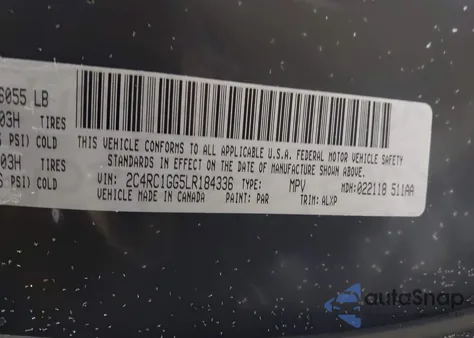 6055 LB
03H TIRES
PSI) COLD
03H TIRES
PSI) COLD
THIS VEHICLE CONFORMS TO ALL APPLICABLE U.S.A. FEDERAL MOTOR VEHICLE SAFETY
STANDARDS IN EFFECT ON THE DATE OF MANUFACTURE SHOWN ABOVE.
VIN: 2C4RC1GG5LR184336 TYPE: MPV MDH:022118 511AA
VEHICLE MADE IN CANADA PAINT: PAR TRIM: ALXP
autoSnap